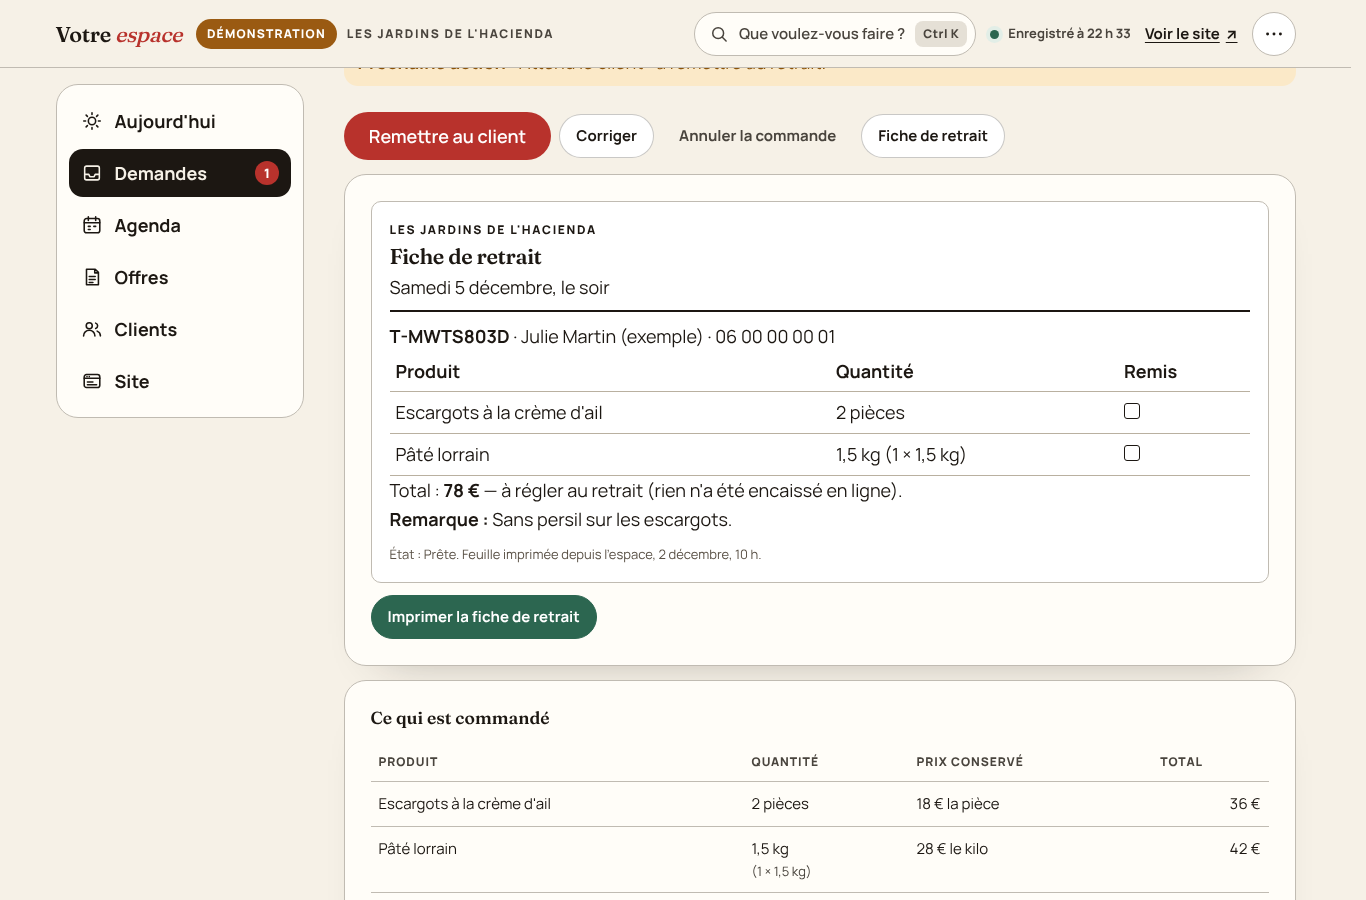 Votre espace DÉMONSTRATION LES JARDINS DE L'HACIENDA Que voulez-vous faire ? Ctrl K Enregistré à 22 h 33 Voir le site ↗ ···
Aujourd'hui
Demandes 1
Agenda
Offres
Clients
Site
Remettre au client Corriger Annuler la commande Fiche de retrait
LES JARDINS DE L'HACIENDA
Fiche de retrait
Samedi 5 décembre, le soir
T-MWTS803D · Julie Martin (exemple) · 06 00 00 00 01
Produit Quantité Remis
Escargots à la crème d'ail 2 pièces
Pâté lorrain 1,5 kg (1 × 1,5 kg)
Total : 78 € — à régler au retrait (rien n'a été encaissé en ligne).
Remarque : Sans persil sur les escargots.
État : Prête. Feuille imprimée depuis l'espace, 2 décembre, 10 h.
Imprimer la fiche de retrait
Ce qui est commandé
PRODUIT QUANTITÉ PRIX CONSERVÉ TOTAL
Escargots à la crème d'ail 2 pièces 18 € la pièce 36 €
Pâté lorrain 1,5 kg 28 € le kilo 42 €
(1 × 1,5 kg)